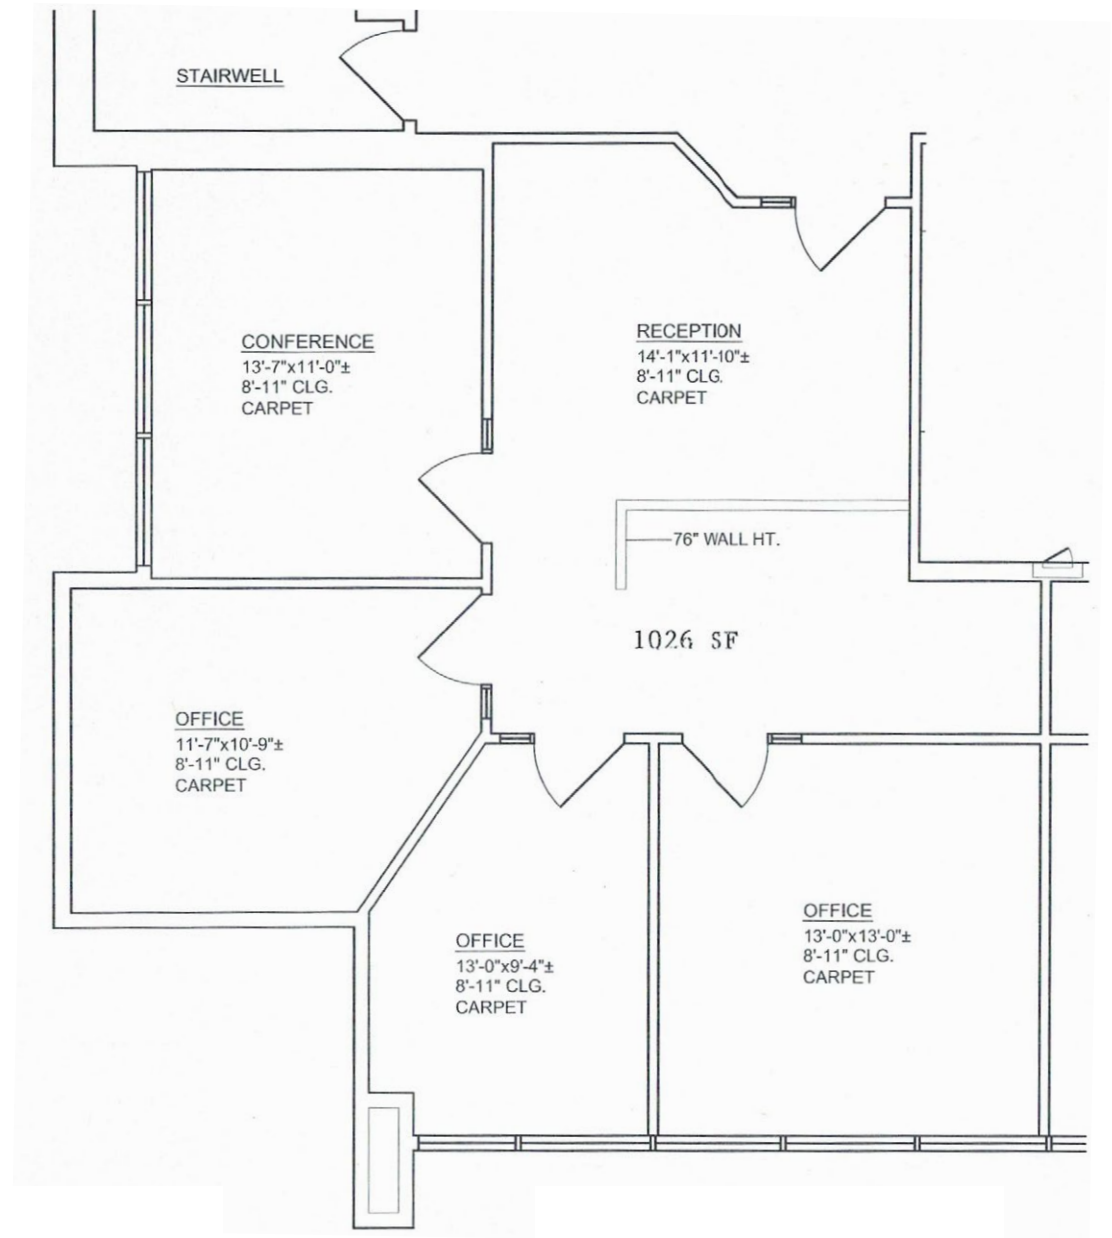 STAIRWELL
CONFERENCE
13'-7"x11'-0"±
8'-11" CLG.
CARPET
RECEPTION
14'-1"x11'-10"±
8'-11" CLG.
CARPET
76" WALL HT.
1026 SF
OFFICE
11'-7"x10'-9"±
8'-11" CLG.
CARPET
OFFICE
13'-0"x9'-4"±
8'-11" CLG.
CARPET
OFFICE
13'-0"x13'-0"±
8'-11" CLG.
CARPET